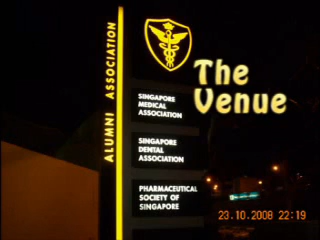 ALUMNI ASSOCIATION
The
Venue
SINGAPORE
MEDICAL
ASSOCIATION
SINGAPORE
DENTAL
ASSOCIATION
PHARMACEUTICAL
SOCIETY OF
SINGAPORE
23.10.2008 22:19